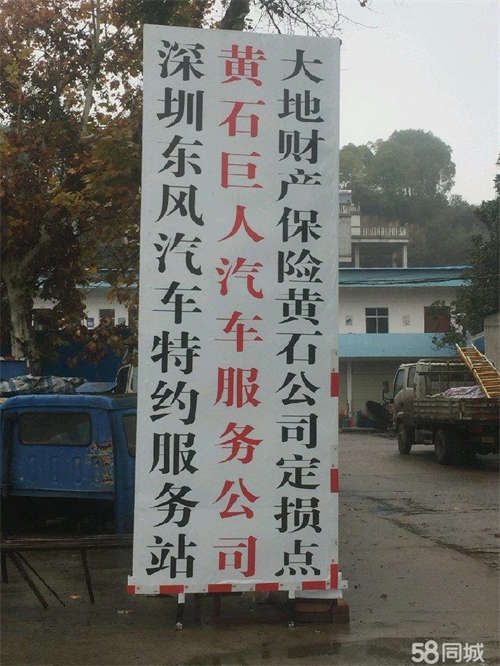 大地财产保险黄石公司定损点
黄石巨人汽车服务公司
深圳东风汽车特约服务站
58同城